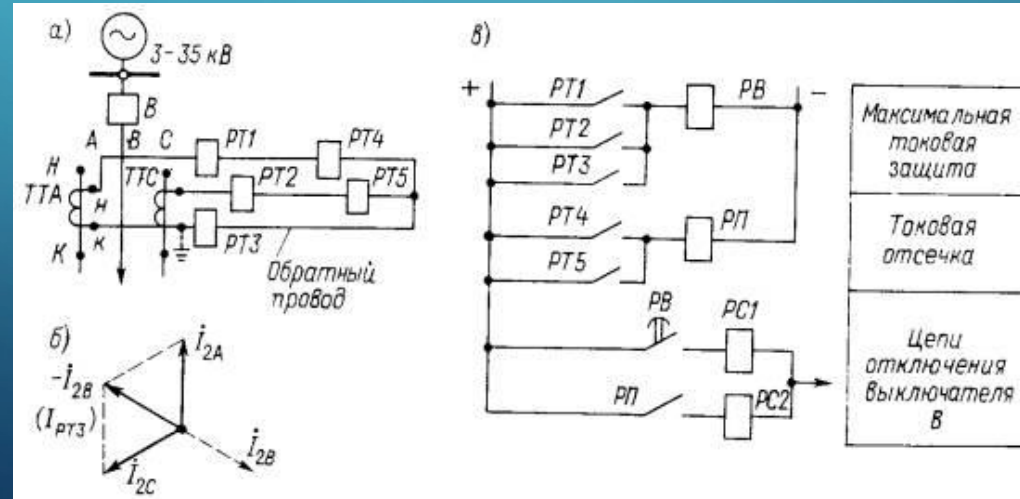 а)
3-35 кВ
В
А
В
С
Н
ТТА
н
к
К
ТТС
РТ1
РТ4
РТ2
РТ5
РТ3
Обратный
провод
б)
İ2А
-İ2В
(IРТ3)
İ2С
İ2В
в)
+
-
РТ1
РВ
РТ2
РТ3
РТ4
РП
РТ5
РВ
РС1
РП
РС2
Максимальная
токовая
защита
Токовая
отсечка
Цепи
отключения
выключателя
В